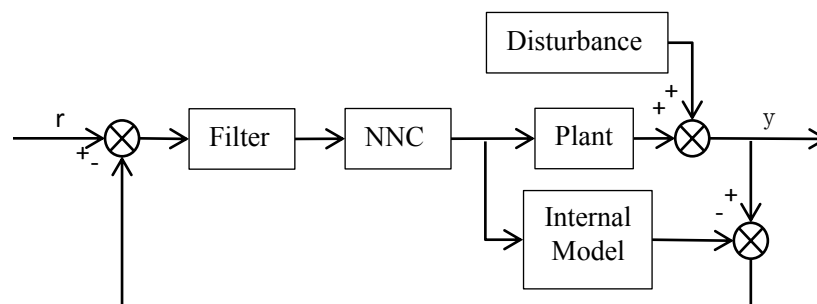 Disturbance
r
+
-
Filter
NNC
Plant
+
+
y
Internal
Model
-
+